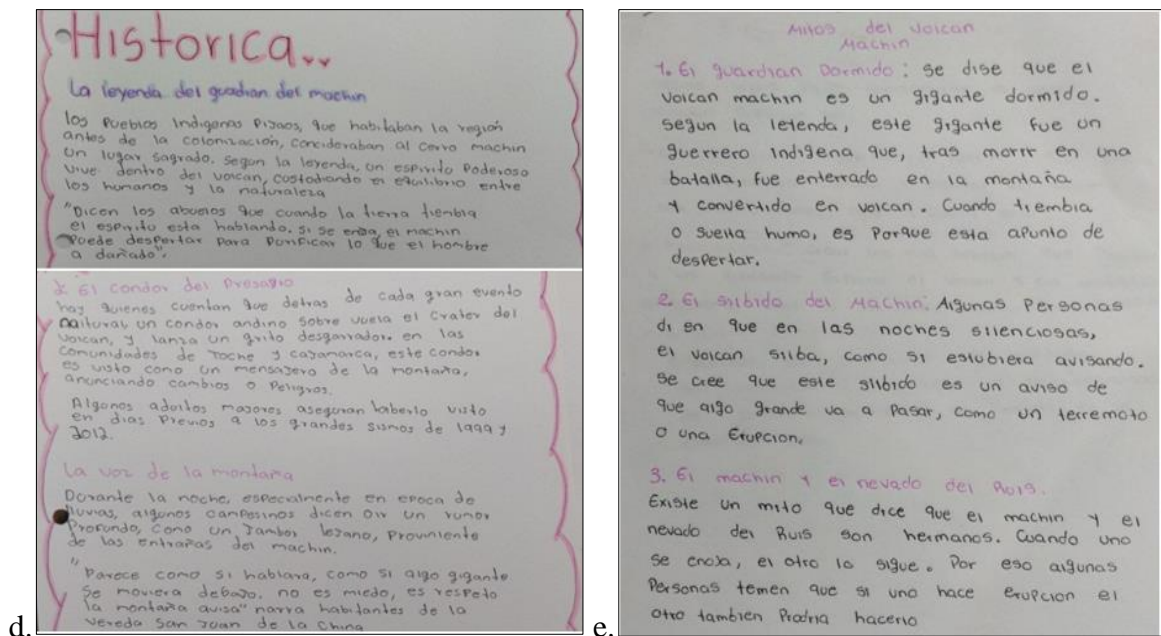 Historica..
La leyenda del guadian del machin
los Pueblos Indigenas Pijaos, que habitaban la región
antes de la colonización, concideraban al cerro machin
un lugar sagrado. Segun la leyenda, un espirito Poderoso
vive dentro del volcan, custodiando el equilibrio entre
los humanos y la naturaleza
"Dicen los abuelos que cuando la tierra tiembla
el espiritu esta hablando. si se enoja, el machin
Puede despertar Para Purificar lo que el hombre
a dañado".
2. El condor del Presagio
hay quienes cuentan que detras de cada gran evento
natural, un condor andino sobre vuela el Crater del
volcan, y lanza un grito desgarrador. en las
comunidades de Toche y cajamarca, este condor
es visto como un mensajero de la montaña,
anunciando cambios o Peligros.
Algonos adultos mayores aseguran haberlo visto
en dias Previos a los grandes sismos de 1999 y
2012.
La voz de la montaña
Durante la noche, especialmente en epoca de
lluvias, algunos campesinos dicen oir un rumor
Profundo, como un tambor lejano, proveniente
de las entrañas del machin.
"Parece como si hablara, como si algo gigante
se moviera debajo. no es miedo, es respeto
la montaña avisa" narra habitantes de la
vereda San Juan de la China
d.
Mitos del Volcan
Machin
1. El guardian Dormido: se dise que el
volcan machin es un gigante dormido.
segun la letenda, este gigante fue un
guerrero indigena que, tras morir en una
batalla, fue enterrado en la montaña
y convertido en volcan. Cuando tiembla
o suelta humo, es Porque esta apunto de
despertar.
2. El silbido del Machin: Algunas Personas
di en que en las noches silenciosas,
el volcan silba, como si estubiera avisando.
se cree que este silbido es un aviso de
que algo grande va a Pasar, como un terremoto
o una Erupcion.
3. El machin y el nevado del Ruis.
Existe un mito que dice que el machin y el
nevado del Ruis son hermanos. Cuando uno
se enoja, el otro lo sigue. Por eso algunas
Personas temen que si uno hace erupcion el
otro tambien Prodria hacerlo
e.